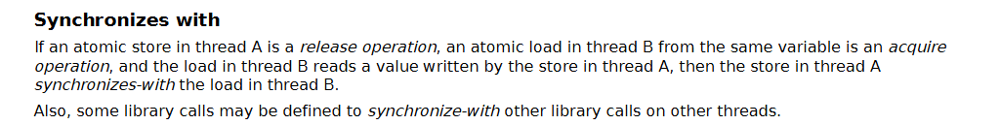 Synchronizes with
If an atomic store in thread A is a release operation, an atomic load in thread B from the same variable is an acquire
operation, and the load in thread B reads a value written by the store in thread A, then the store in thread A
synchronizes-with the load in thread B.
Also, some library calls may be defined to synchronize-with other library calls on other threads.